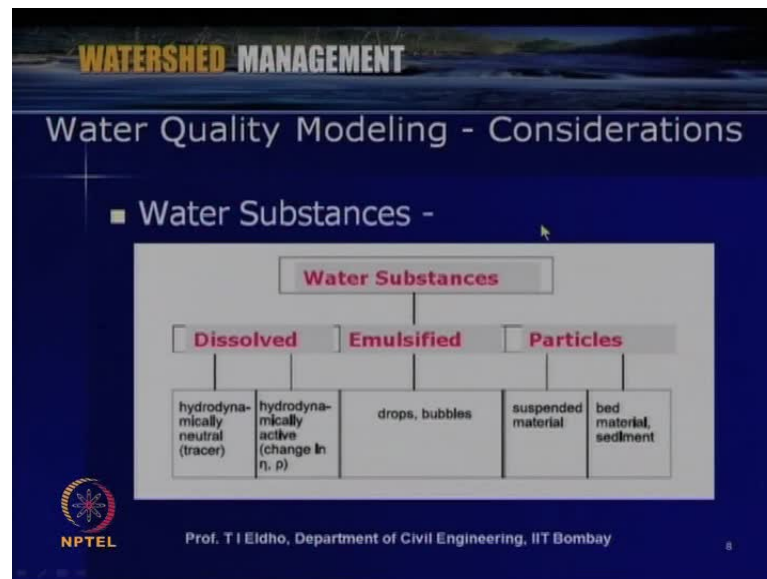 WATERSHED MANAGEMENT
Water Quality Modeling - Considerations
Water Substances -
Water Substances
Dissolved
Emulsified
Particles
hydrodyna-
mically
neutral
(tracer)
hydrodyna-
mically
active
(change in
η, ρ)
drops, bubbles
suspended
material
bed
material,
sediment
NPTEL
Prof. T I Eldho, Department of Civil Engineering, IIT Bombay
8